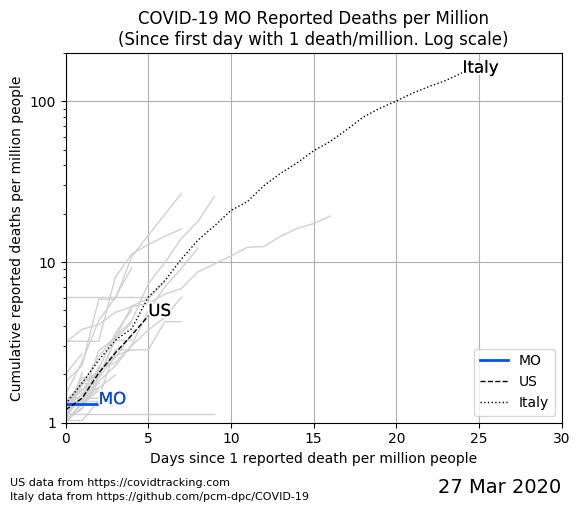 COVID-19 MO Reported Deaths per Million
(Since first day with 1 death/million. Log scale)
Cumulative reported deaths per million people
100
10
1
Italy
US
MO
MO
US
Italy
0 5 10 15 20 25 30
Days since 1 reported death per million people
US data from https://covidtracking.com
Italy data from https://github.com/pcm-dpc/COVID-19
27 Mar 2020